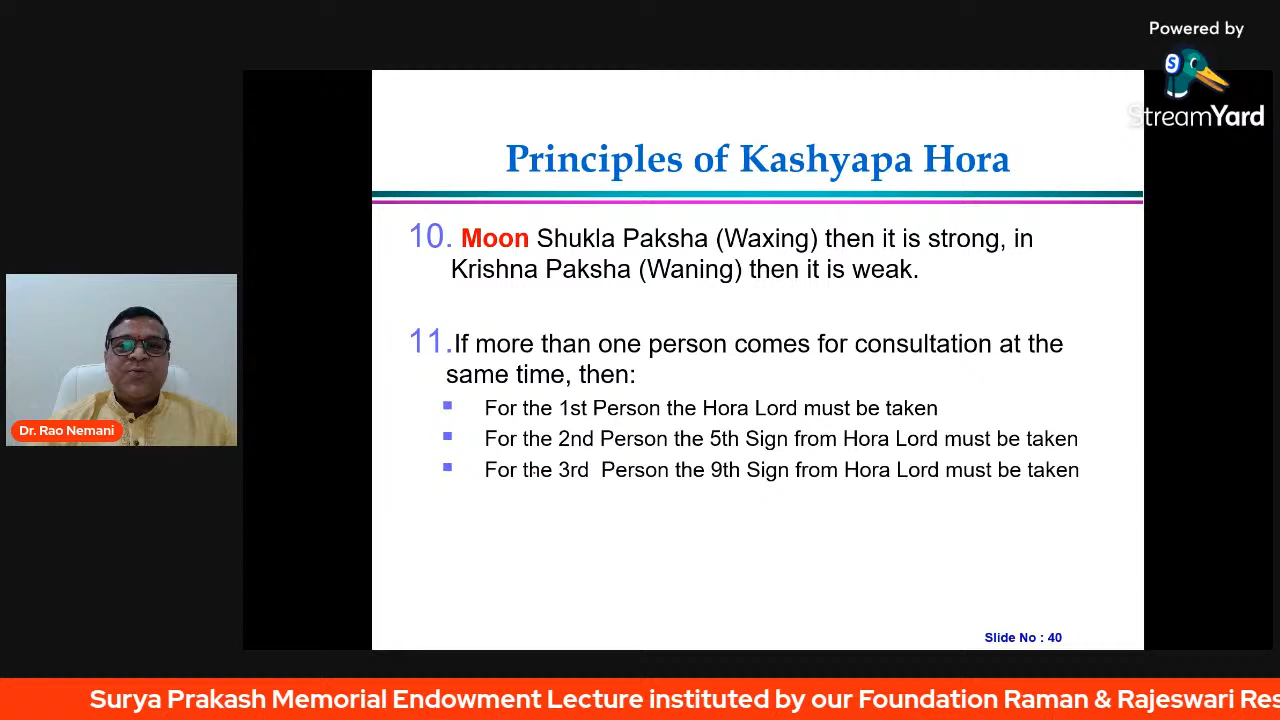 Powered by
StreamYard
Principles of Kashyapa Hora
10. Moon Shukla Paksha (Waxing) then it is strong, in
Krishna Paksha (Waning) then it is weak.
11.If more than one person comes for consultation at the
same time, then:
For the 1st Person the Hora Lord must be taken
For the 2nd Person the 5th Sign from Hora Lord must be taken
For the 3rd Person the 9th Sign from Hora Lord must be taken
Dr. Rao Nemani
Slide No : 40
Surya Prakash Memorial Endowment Lecture instituted by our Foundation Raman & Rajeswari Res